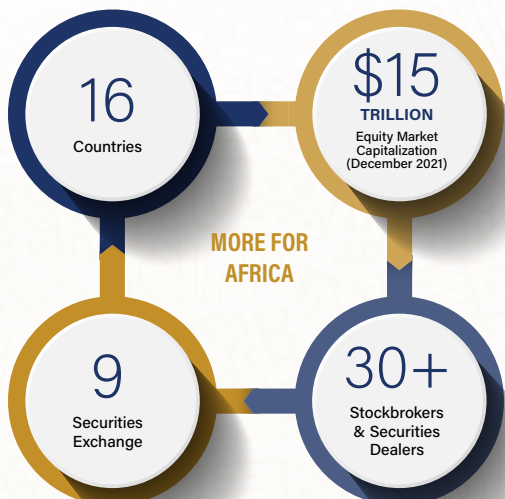 16
Countries
$15
TRILLION
Equity Market
Capitalization
(December 2021)
MORE FOR
AFRICA
9
Securities
Exchange
30+
Stockbrokers
& Securities
Dealers